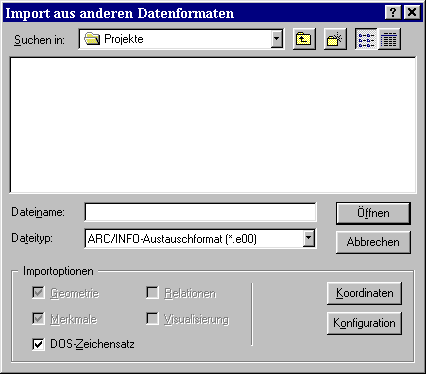 Import aus anderen Datenformaten
Suchen in: Projekte
Dateiname: Öffnen
Dateityp: ARC/INFO-Austauschformat (*.e00) Abbrechen
Importoptionen
Geometrie Relationen Koordinaten
Merkmale Visualisierung Konfiguration
DOS-Zeichensatz